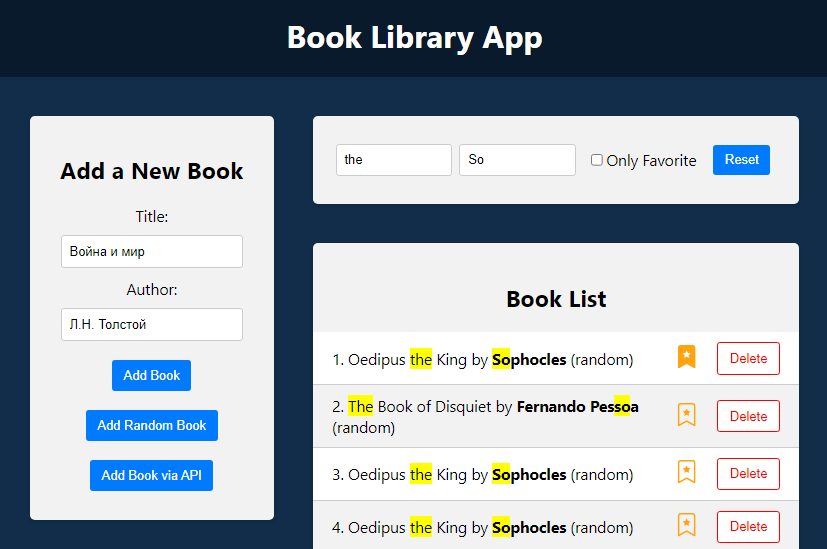 Book Library App
Add a New Book
Title:
Война и мир
Author:
Л.Н. Толстой
Add Book
Add Random Book
Add Book via API
the
So
Only Favorite
Reset
Book List
1. Oedipus the King by Sophocles (random)
Delete
2. The Book of Disquiet by Fernando Pessoa
(random)
Delete
3. Oedipus the King by Sophocles (random)
Delete
4. Oedipus the King by Sophocles (random)
Delete